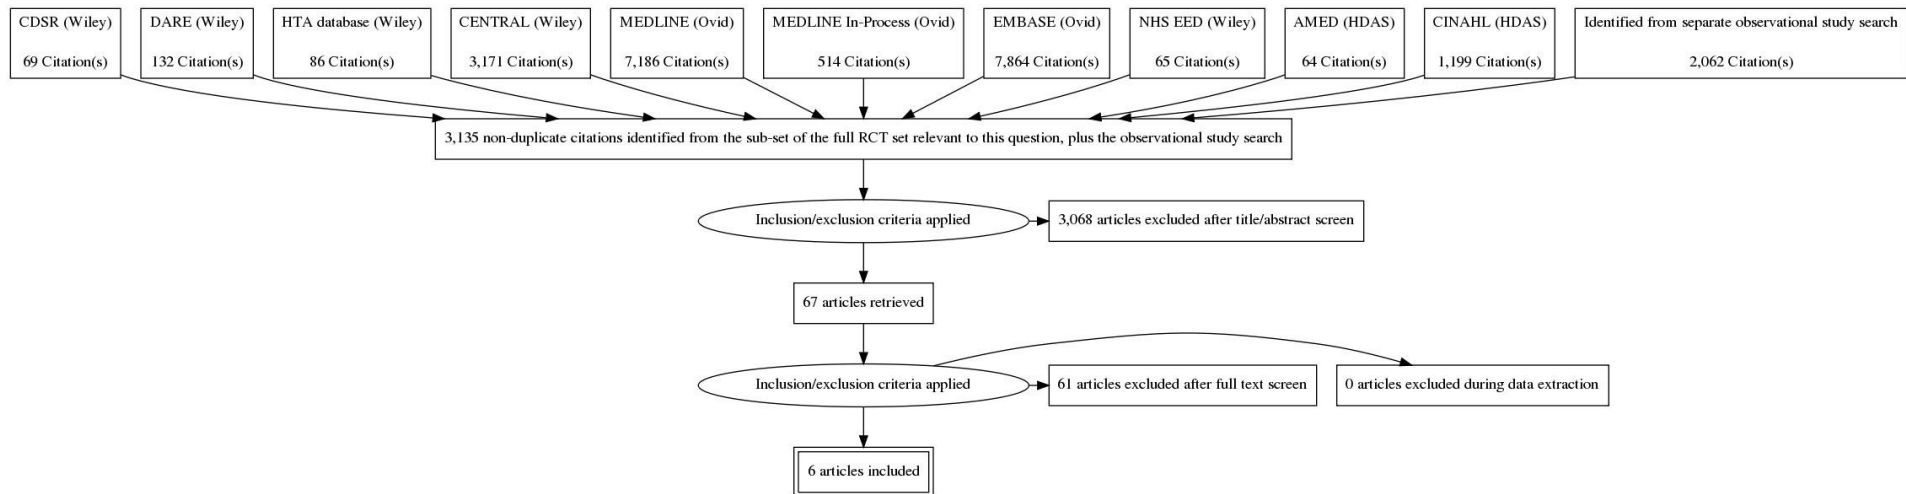 CDSR (Wiley)
69 Citation(s)
DARE (Wiley)
132 Citation(s)
HTA database (Wiley)
86 Citation(s)
CENTRAL (Wiley)
3,171 Citation(s)
MEDLINE (Ovid)
7,186 Citation(s)
MEDLINE In-Process (Ovid)
514 Citation(s)
EMBASE (Ovid)
7,864 Citation(s)
NHS EED (Wiley)
65 Citation(s)
AMED (HDAS)
64 Citation(s)
CINAHL (HDAS)
1,199 Citation(s)
Identified from separate observational study search
2,062 Citation(s)
3,135 non-duplicate citations identified from the sub-set of the full RCT set relevant to this question, plus the observational study search
Inclusion/exclusion criteria applied
3,068 articles excluded after title/abstract screen
67 articles retrieved
Inclusion/exclusion criteria applied
61 articles excluded after full text screen
0 articles excluded during data extraction
6 articles included